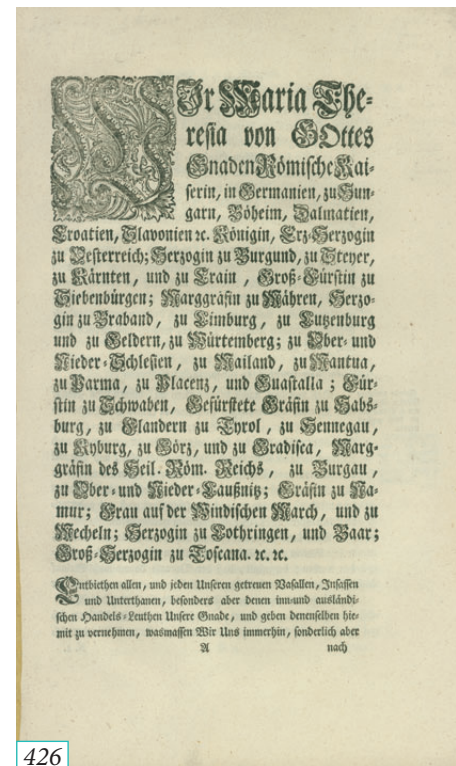 WIr Maria The-
resia von GOttes
Gnaden Römische Kai-
serin, in Germanien, zu Hun-
garn, Böheim, Dalmatien,
Croatien, Slavonien ꝛc. Königin, Erz-Herzogin
zu Oesterreich; Herzogin zu Burgund, zu Steyer,
zu Kärnten, und zu Crain, Groß-Fürstin zu
Siebenbürgen; Marggräfin zu Mähren, Herzo-
gin zu Braband, zu Limburg, zu Lutzenburg
und zu Geldern, zu Würtemberg; zu Ober- und
Nieder-Schlesien, zu Mailand, zu Mantua,
zu Parma, zu Placenz, und Guastalla; Für-
stin zu Schwaben, Gefürstete Gräfin zu Habs-
burg, zu Flandern zu Tyrol, zu Hennegau,
zu Kyburg, zu Görz, und zu Gradisca, Marg-
gräfin des Heil. Röm. Reichs, zu Burgau,
zu Ober- und Nieder-Laußnitz; Gräfin zu Na-
mur; Frau auf der Windischen March, und zu
Mecheln; Herzogin zu Lothringen, und Baar;
Groß-Herzogin zu Toscana. ꝛc. ꝛc.
Entbiethen allen, und jeden Unseren getreuen Vasallen, Insassen
und Unterthanen, besonders aber denen inn- und ausländi-
schen Handels-Leuthen Unsere Gnade, und geben denenselben hie-
mit zu vernehmen, wasmassen Wir Uns immerhin, sonderlich aber
A nach
426